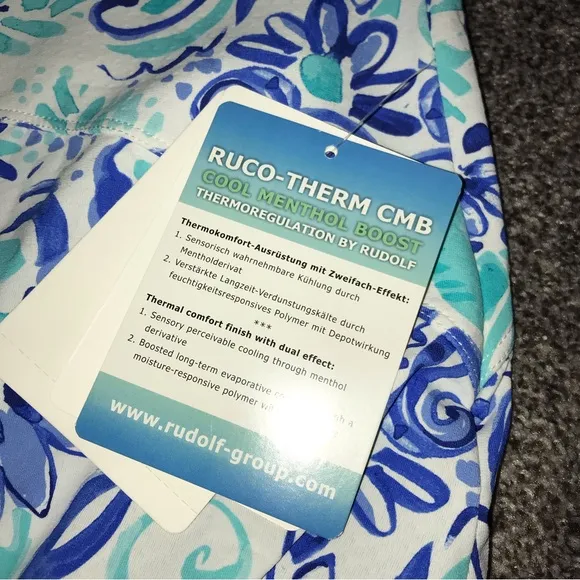 RUCO-THERM CMB
COOL MENTHOL BOOST
THERMOREGULATION BY RUDOLF
Thermokomfort-Ausrüstung mit Zweifach-Effekt:
1. Sensorisch wahrnehmbare Kühlung durch
Mentholderivat
2. Verstärkte Langzeit-Verdunstungskälte durch
feuchtigkeitsresponsives Polymer mit Depotwirkung
***
Thermal comfort finish with dual effect:
1. Sensory perceivable cooling through menthol
derivative
2. Boosted long-term evaporative a
moisture-responsive polymer
www.rudolf-group.com